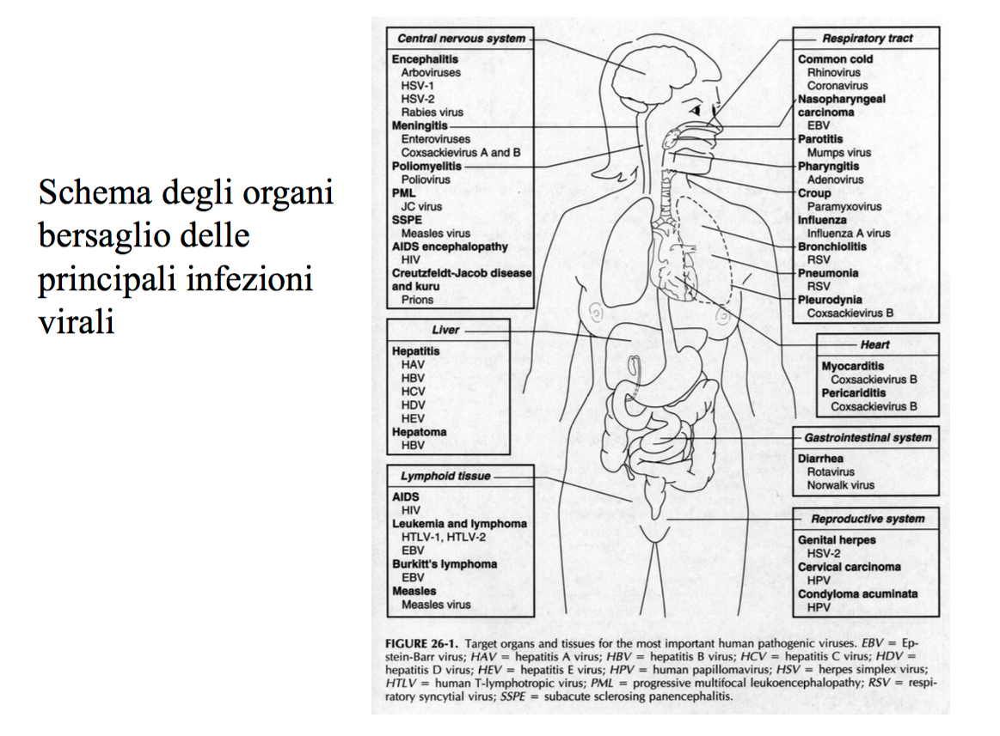 Schema degli organi
bersaglio delle
principali infezioni
virali
Central nervous system
Encephalitis
Arboviruses
HSV-1
HSV-2
Rabies virus
Meningitis
Enteroviruses
Coxsackievirus A and B
Poliomyelitis
Poliovirus
PML
JC virus
SSPE
Measles virus
AIDS encephalopathy
HIV
Creutzfeldt-Jacob disease
and kuru
Prions
Liver
Hepatitis
HAV
HBV
HCV
HDV
HEV
Hepatoma
HBV
Lymphoid tissue
AIDS
HIV
Leukemia and lymphoma
HTLV-1, HTLV-2
EBV
Burkitt's lymphoma
EBV
Measles
Measles virus
Respiratory tract
Common cold
Rhinovirus
Coronavirus
Nasopharyngeal
carcinoma
EBV
Parotitis
Mumps virus
Pharyngitis
Adenovirus
Croup
Paramyxovirus
Influenza
Influenza A virus
Bronchiolitis
RSV
Pneumonia
RSV
Pleurodynia
Coxsackievirus B
Heart
Myocarditis
Coxsackievirus B
Pericariditis
Coxsackievirus B
Gastrointestinal system
Diarrhea
Rotavirus
Norwalk virus
Reproductive system
Genital herpes
HSV-2
Cervical carcinoma
HPV
Condyloma acuminata
HPV
FIGURE 26-1. Target organs and tissues for the most important human pathogenic viruses. EBV = Ep-
stein-Barr virus; HAV = hepatitis A virus; HBV = hepatitis B virus; HCV = hepatitis C virus; HDV =
hepatitis D virus; HEV = hepatitis E virus; HPV = human papillomavirus; HSV = herpes simplex virus;
HTLV = human T-lymphotropic virus; PML = progressive multifocal leukoencephalopathy; RSV = respi-
ratory syncytial virus; SSPE = subacute sclerosing panencephalitis.